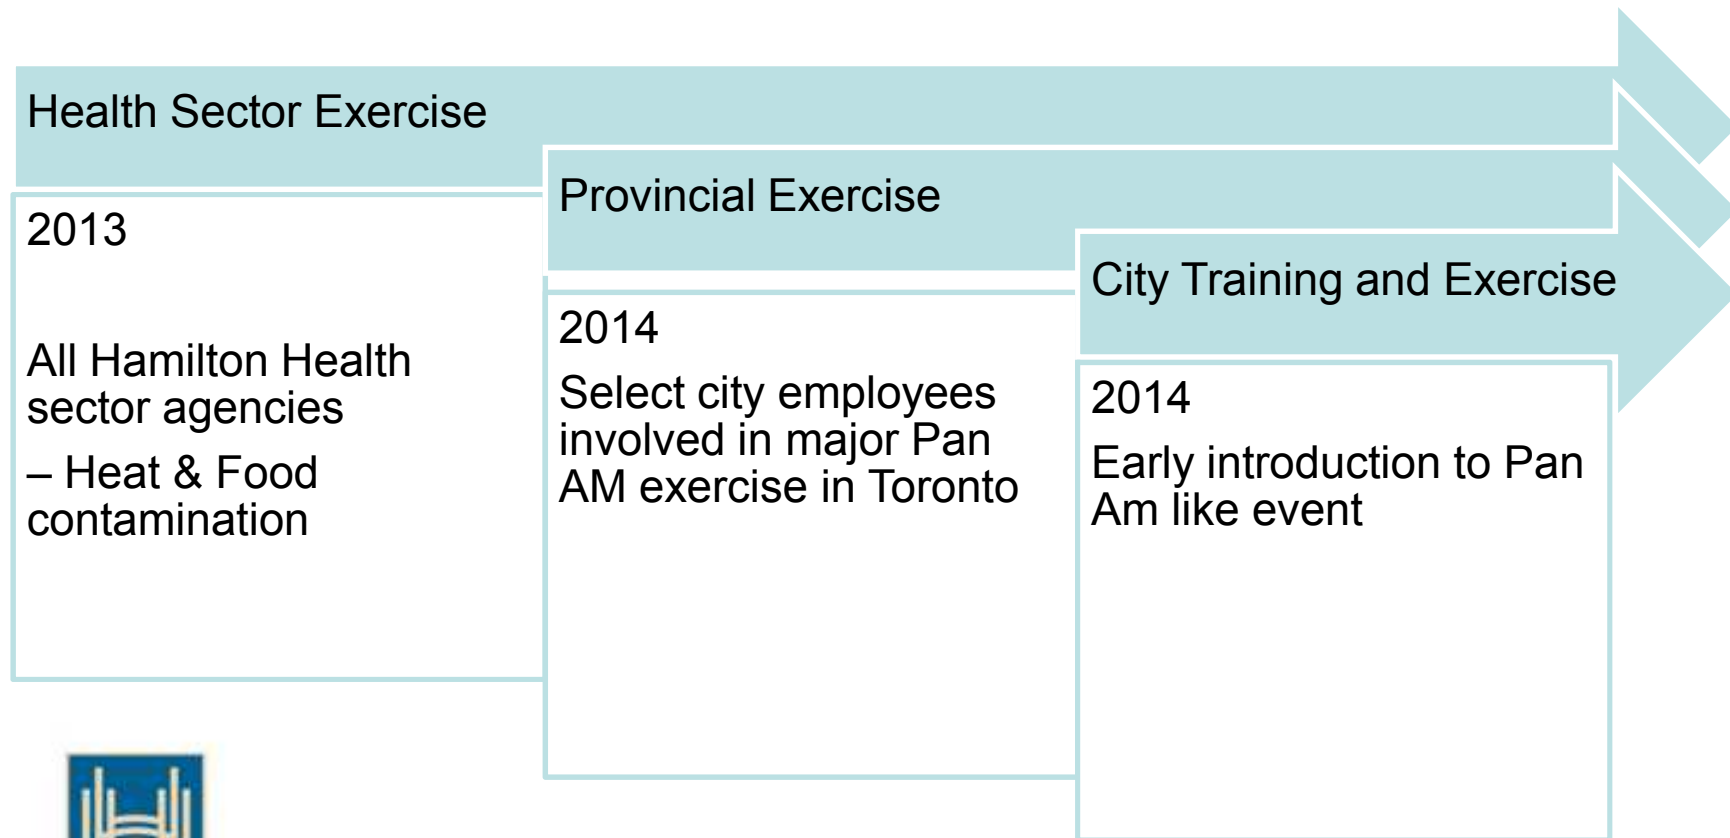 Health Sector Exercise
2013
All Hamilton Health
sector agencies
– Heat & Food
contamination
Provincial Exercise
2014
Select city employees
involved in major Pan
AM exercise in Toronto
City Training and Exercise
2014
Early introduction to Pan
Am like event